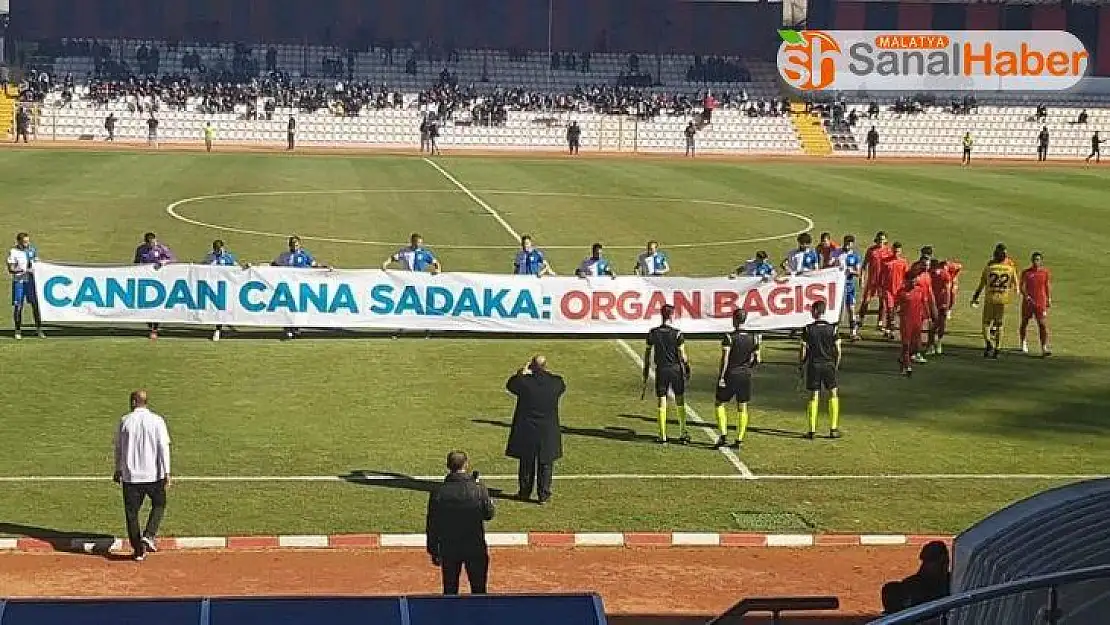 MALATYA
SanalHaber
CANDAN CANA SADAKA: ORGAN BAĞIŞI
22